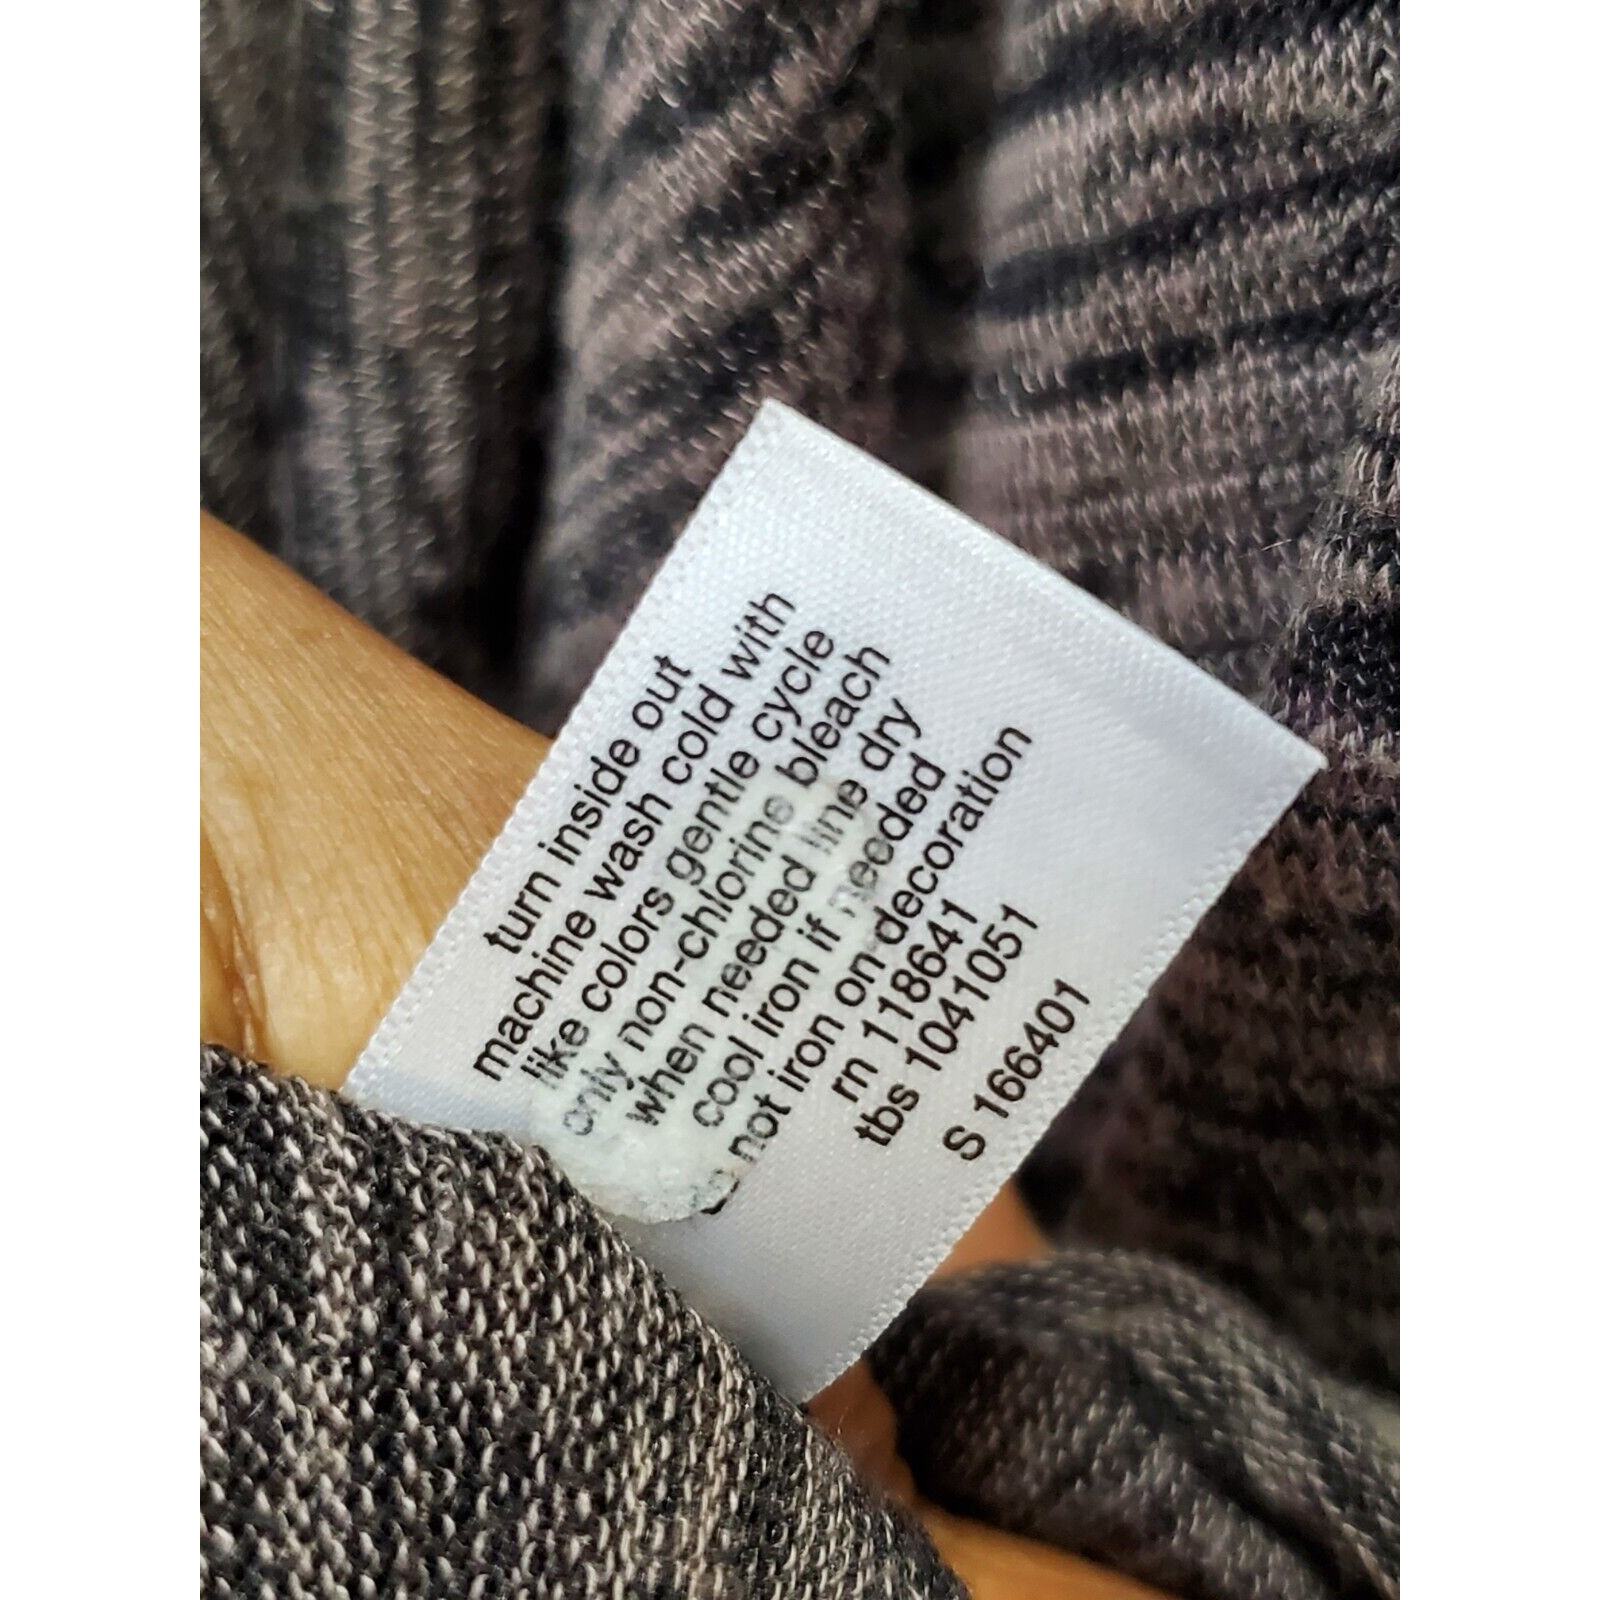 turn inside out
machine wash cold with
like colors gentle cycle
only non-chlorine bleach
when needed line dry
cool iron if needed
not iron on-decoration
rn 118641
tbs 1041051
S 166401